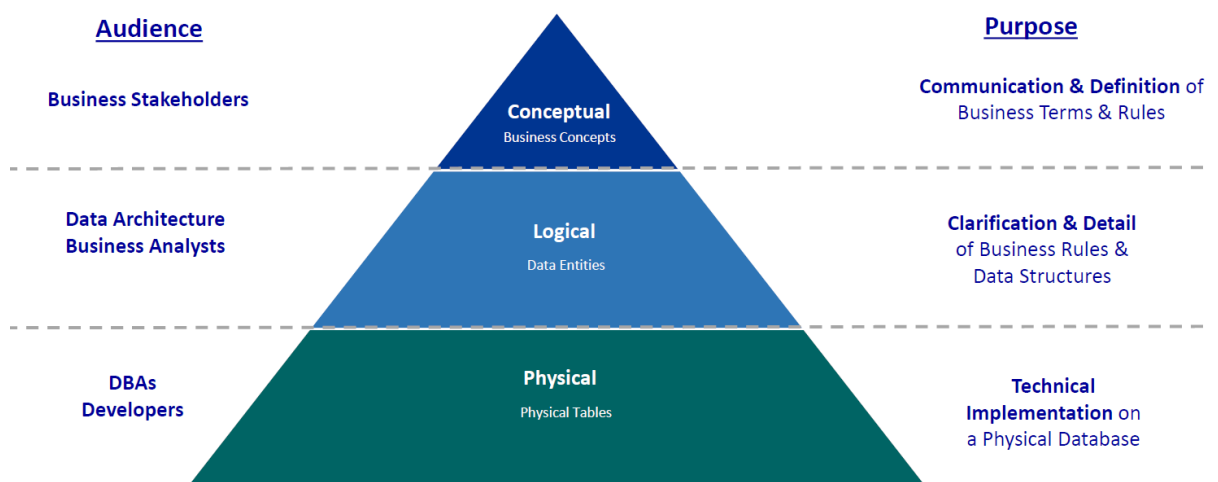 Audience
Purpose
Business Stakeholders
Conceptual
Business Concepts
Communication & Definition of
Business Terms & Rules
Data Architecture
Business Analysts
Logical
Data Entities
Clarification & Detail
of Business Rules &
Data Structures
DBAs
Developers
Physical
Physical Tables
Technical
Implementation on
a Physical Database